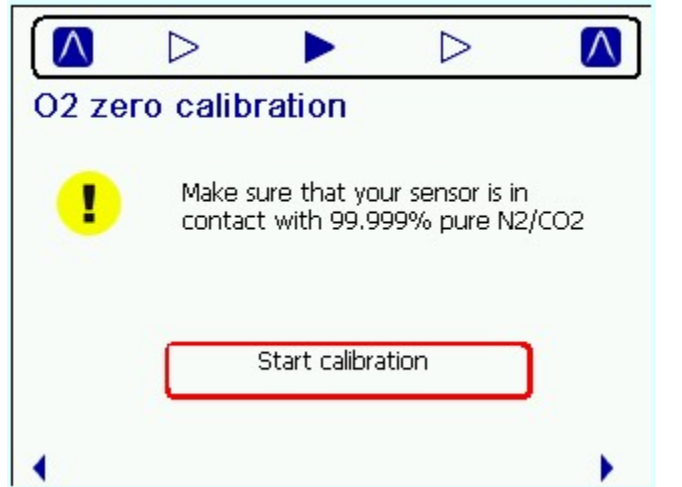 O2 zero calibration
Make sure that your sensor is in
contact with 99.999% pure N2/CO2
Start calibration